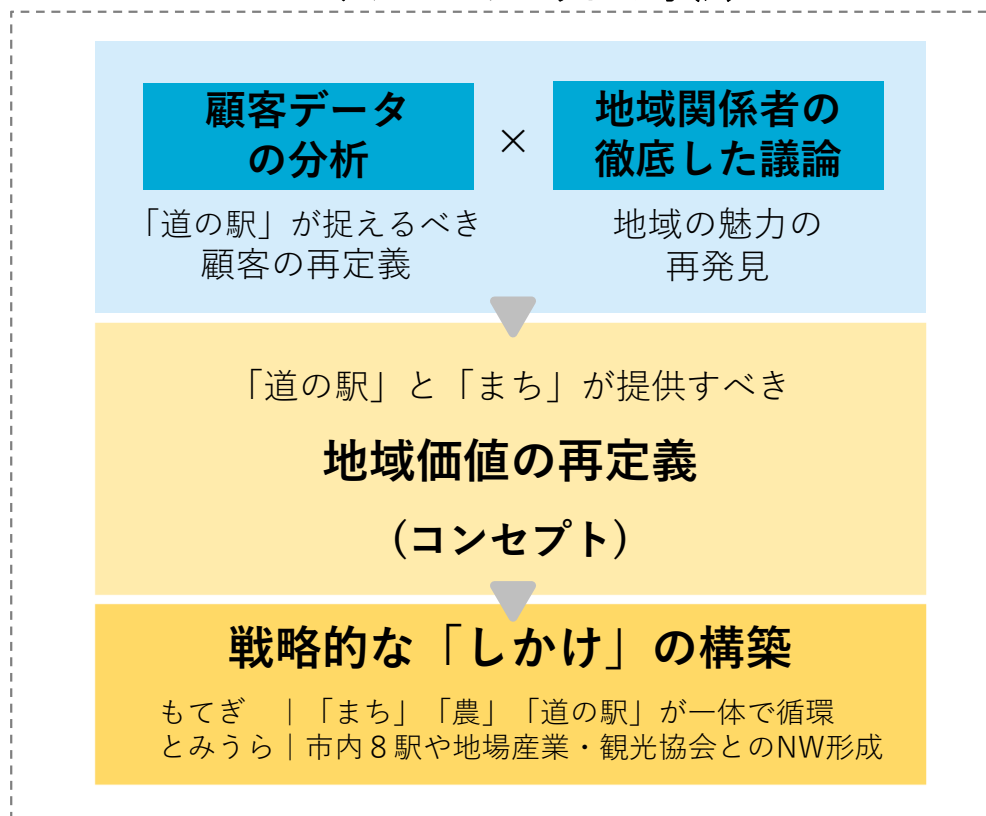 顧客データ
の分析
×
地域関係者の
徹底した議論
「道の駅」が捉えるべき
顧客の再定義
地域の魅力の
再発見
「道の駅」と「まち」が提供すべき
地域価値の再定義
(コンセプト)
戦略的な「しかけ」の構築
もてぎ　|「まち」「農」「道の駅」が一体で循環
とみうら|市内８駅や地場産業・観光協会とのNW形成